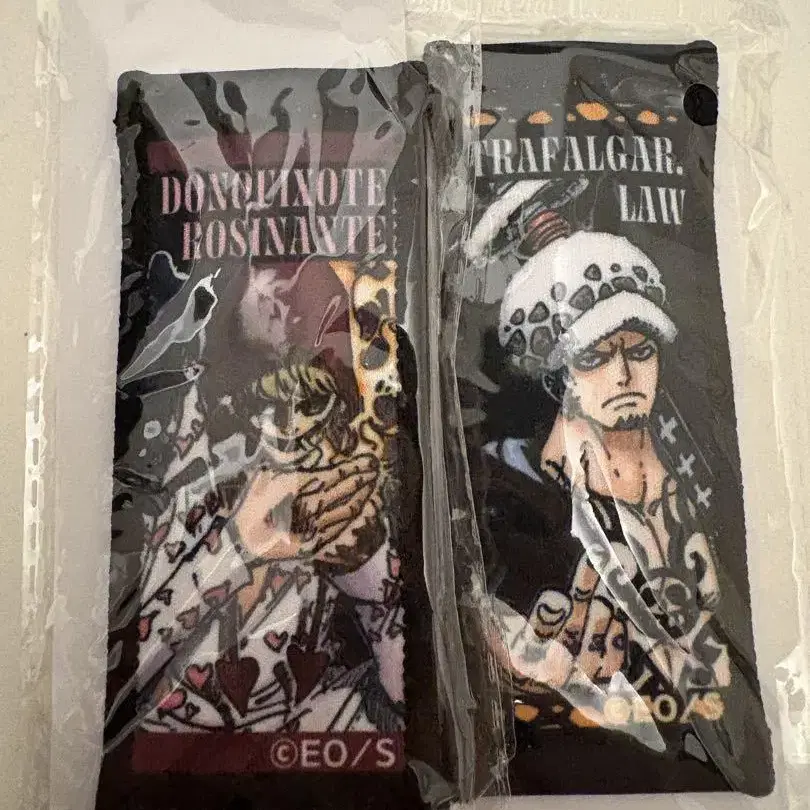 DONQUIXOTE
ROSINANTE
©EO/S
TRAFALGAR.
LAW
©EO/S